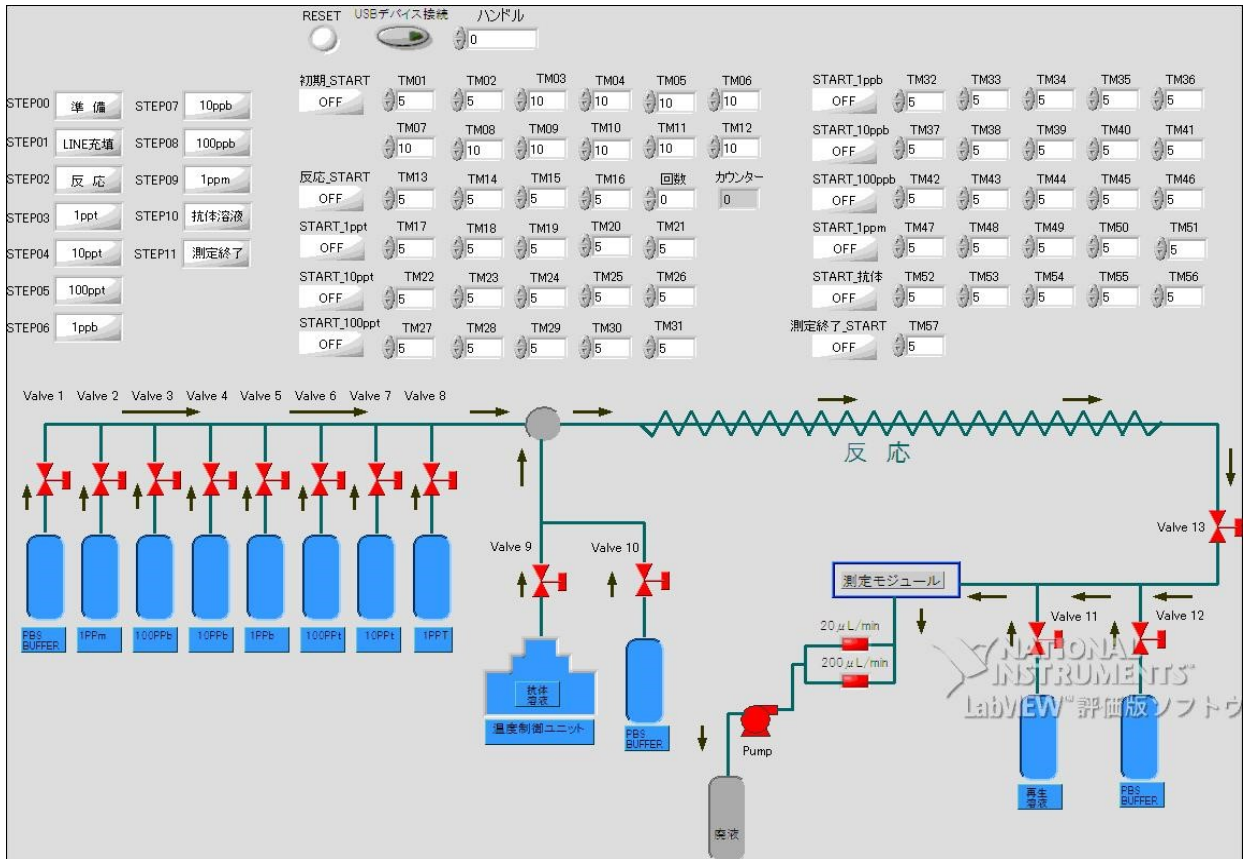 RESET USBデバイス接続 ハンドル
0
初期_START TM01 TM02 TM03 TM04 TM05 TM06
OFF 5 5 10 10 10 10
TM07 TM08 TM09 TM10 TM11 TM12
10 10 10 10 10 10
反応_START TM13 TM14 TM15 TM16 回数 カウンター
OFF 5 5 5 5 0 0
START_1ppt TM17 TM18 TM19 TM20 TM21
OFF 5 5 5 5 5
START_10ppt TM22 TM23 TM24 TM25 TM26
OFF 5 5 5 5 5
START_100ppt TM27 TM28 TM29 TM30 TM31
OFF 5 5 5 5 5
START_1ppb TM32 TM33 TM34 TM35 TM36
OFF 5 5 5 5 5
START_10ppb TM37 TM38 TM39 TM40 TM41
OFF 5 5 5 5 5
START_100ppb TM42 TM43 TM44 TM45 TM46
OFF 5 5 5 5 5
START_1ppm TM47 TM48 TM49 TM50 TM51
OFF 5 5 5 5 5
START_抗体 TM52 TM53 TM54 TM55 TM56
OFF 5 5 5 5 5
測定終了_START TM57
OFF 5
STEP00 準 備 STEP07 10ppb
STEP01 LINE充填 STEP08 100ppb
STEP02 反 応 STEP09 1ppm
STEP03 1ppt STEP10 抗体溶液
STEP04 10ppt STEP11 測定終了
STEP05 100ppt
STEP06 1ppb
Valve 1 Valve 2 Valve 3 Valve 4 Valve 5 Valve 6 Valve 7 Valve 8
反 応
Valve 13
Valve 9 Valve 10
測定モジュール
Valve 11 Valve 12
20μL/min
200μL/min
PBS BUFFER 1PPm 100PPb 10PPb 1PPb 100PPt 10PPt 1PPT
抗体
溶液
温度制御ユニット
PBS
BUFFER
Pump
廃液
再生
溶液
PBS
BUFFER
NATIONAL
INSTRUMENTS™
LabVIEW™評価版ソフトウ